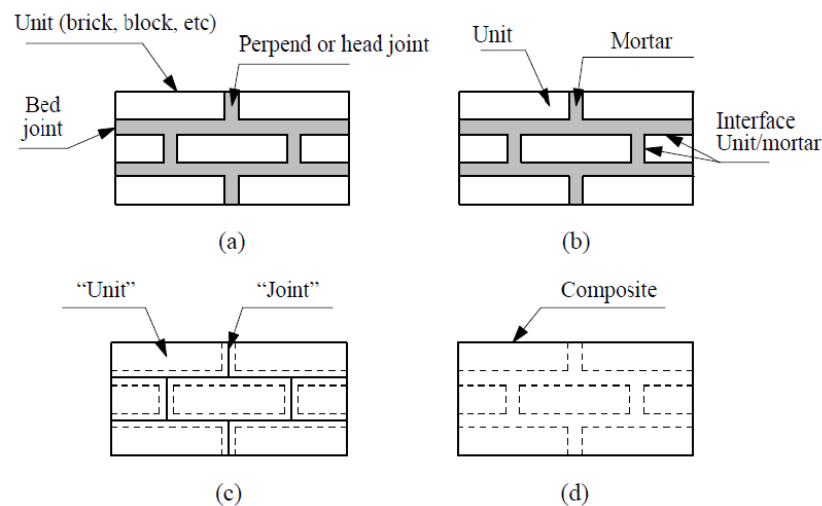 Unit (brick, block, etc)
Perpend or head joint
Bed
joint
(a)
Unit
Mortar
Interface
Unit/mortar
(b)
“Unit”
“Joint”
(c)
Composite
(d)